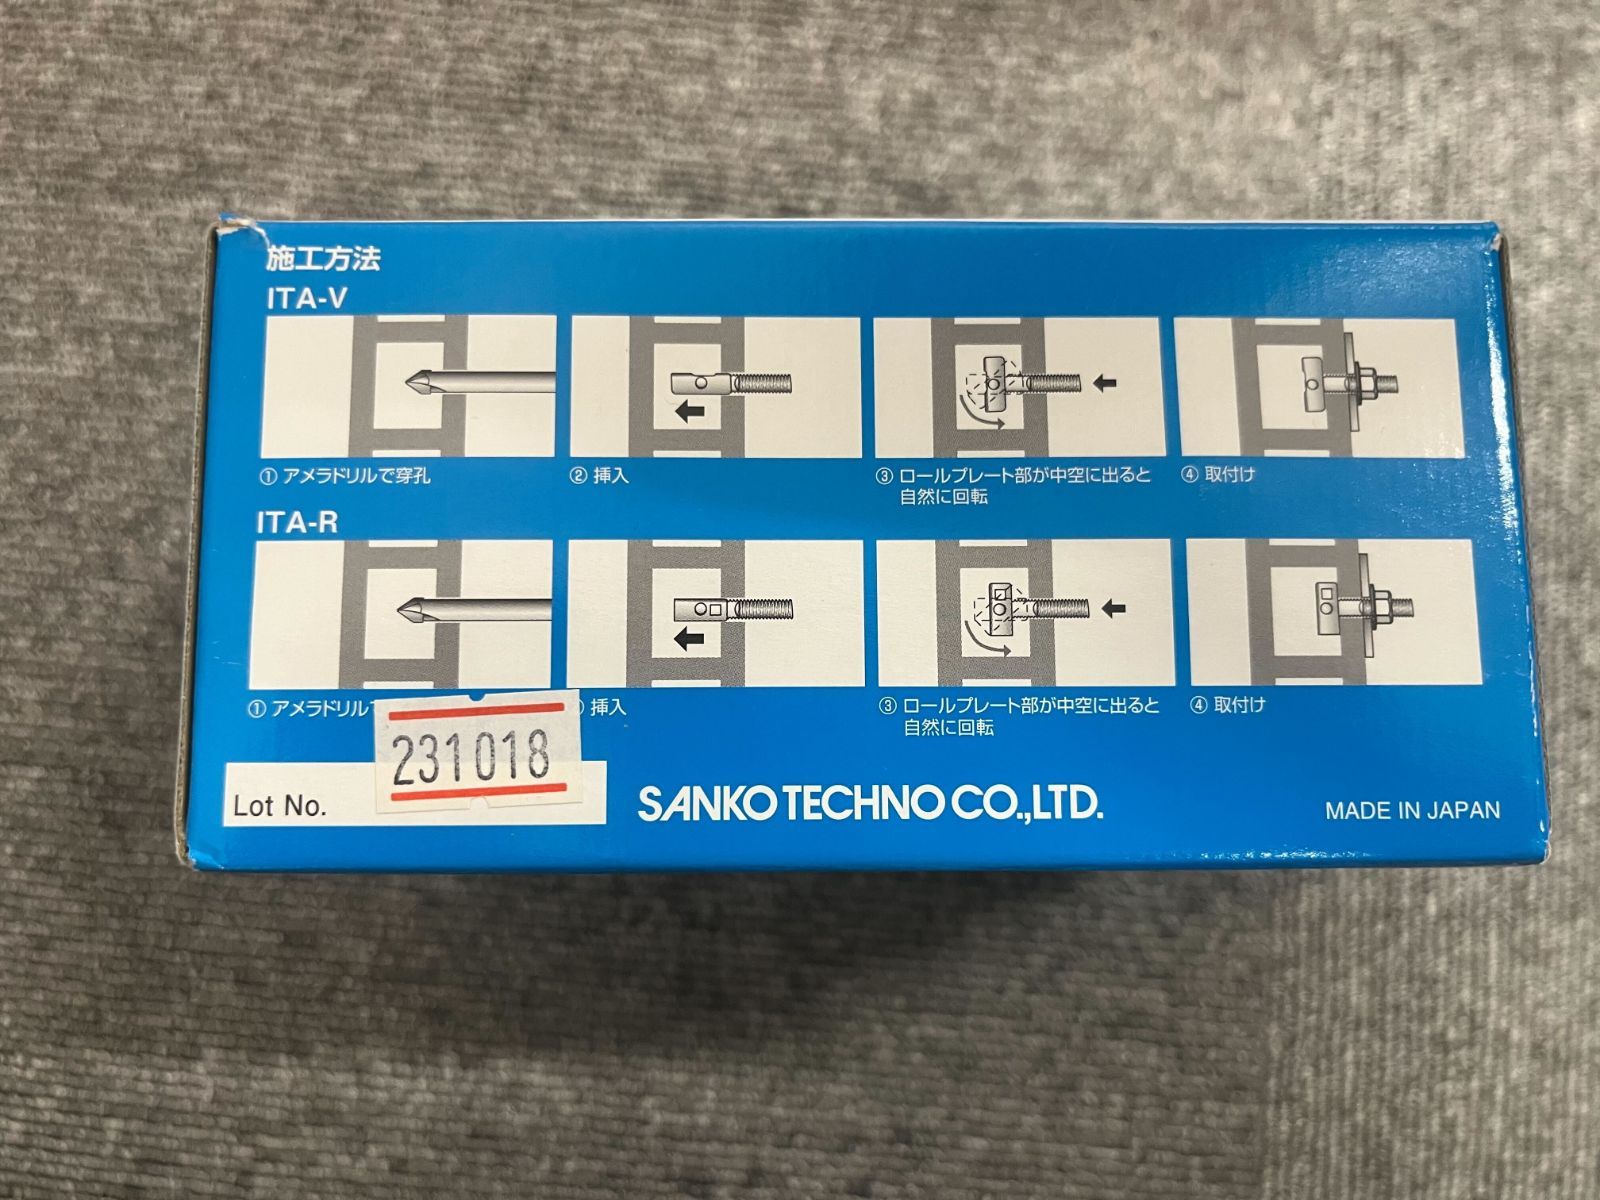 施工方法
ITA-V
① アメラドリルで穿孔
② 挿入
③ ロールプレート部が中空に出ると
自然に回転
④ 取付け
ITA-R
① アメラドリルで
挿入
③ ロールプレート部が中空に出ると
自然に回転
④ 取付け
231018
Lot No.
SANKO TECHNO CO.,LTD.
MADE IN JAPAN